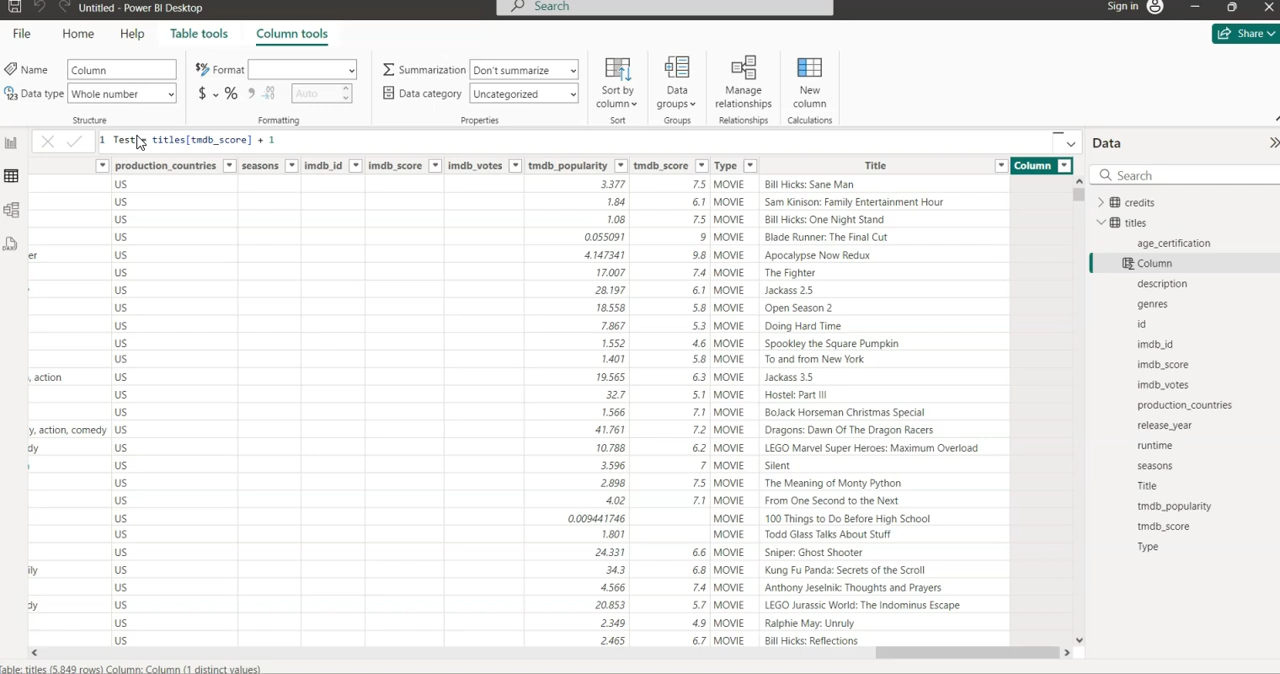 Untitled - Power BI Desktop
Search
Sign in
File
Home
Help
Table tools
Column tools
Share
Name
Column
Format
Summarization
Don't summarize
Data type
Whole number
$
%
Auto
Data category
Uncategorized
Sort by
column
Data
groups
Manage
relationships
New
column
Structure
Formatting
Properties
Sort
Groups
Relationships
Calculations
1 Test= titles[tmdb_score] + 1
production_countries seasons imdb_id imdb_score imdb_votes tmdb_popularity tmdb_score Type Title Column
US 3.377 7.5 MOVIE Bill Hicks: Sane Man
US 1.84 6.1 MOVIE Sam Kinison: Family Entertainment Hour
US 1.08 7.5 MOVIE Bill Hicks: One Night Stand
US 0.055091 9 MOVIE Blade Runner: The Final Cut
er US 4.147341 9.8 MOVIE Apocalypse Now Redux
US 17.007 7.4 MOVIE The Fighter
US 28.197 6.1 MOVIE Jackass 2.5
US 18.558 5.8 MOVIE Open Season 2
US 7.867 5.3 MOVIE Doing Hard Time
US 1.552 4.6 MOVIE Spookley the Square Pumpkin
US 1.401 5.8 MOVIE To and from New York
, action US 19.565 6.3 MOVIE Jackass 3.5
US 32.7 5.1 MOVIE Hostel: Part III
US 1.566 7.1 MOVIE BoJack Horseman Christmas Special
y, action, comedy US 41.761 7.2 MOVIE Dragons: Dawn Of The Dragon Racers
dy US 10.788 6.2 MOVIE LEGO Marvel Super Heroes: Maximum Overload
US 3.596 7 MOVIE Silent
US 2.898 7.5 MOVIE The Meaning of Monty Python
US 4.02 7.1 MOVIE From One Second to the Next
US 0.009441746 MOVIE 100 Things to Do Before High School
US 1.801 MOVIE Todd Glass Talks About Stuff
US 24.331 6.6 MOVIE Sniper: Ghost Shooter
ily US 34.3 6.8 MOVIE Kung Fu Panda: Secrets of the Scroll
US 4.566 7.4 MOVIE Anthony Jeselnik: Thoughts and Prayers
dy US 20.853 5.7 MOVIE LEGO Jurassic World: The Indominus Escape
US 2.349 4.9 MOVIE Ralphie May: Unruly
US 2.465 6.7 MOVIE Bill Hicks: Reflections
Data
Search
credits
titles
age_certification
Column
description
genres
id
imdb_id
imdb_score
imdb_votes
production_countries
release_year
runtime
seasons
Title
tmdb_popularity
tmdb_score
Type
Table: titles (5,849 rows) Column: Column (1 distinct values)